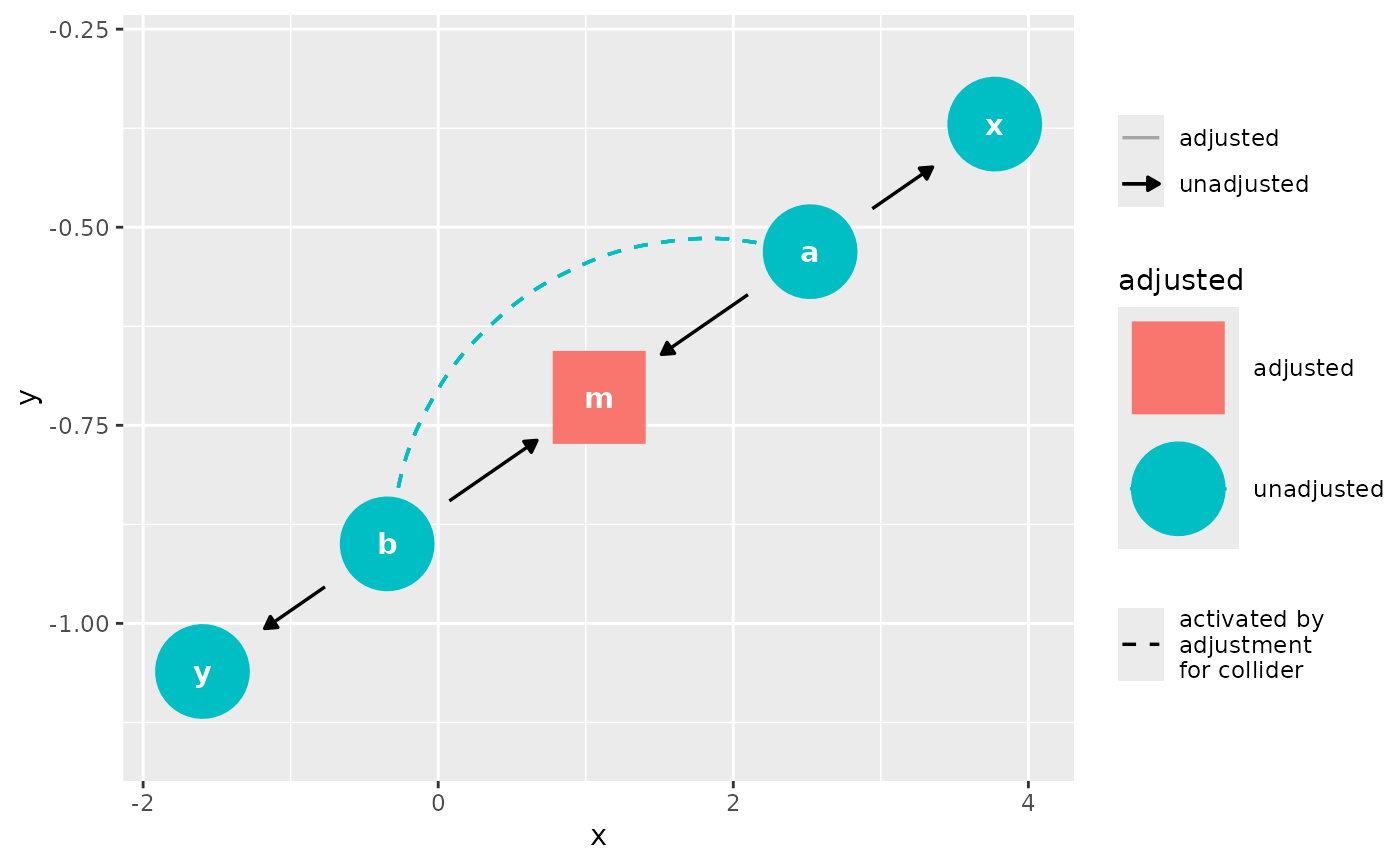 -0.25
-0.50
-0.75
-1.00
y
-2
0
2
4
x
x
a
m
b
y
adjusted
unadjusted
adjusted
adjusted
unadjusted
activated by
adjustment
for collider